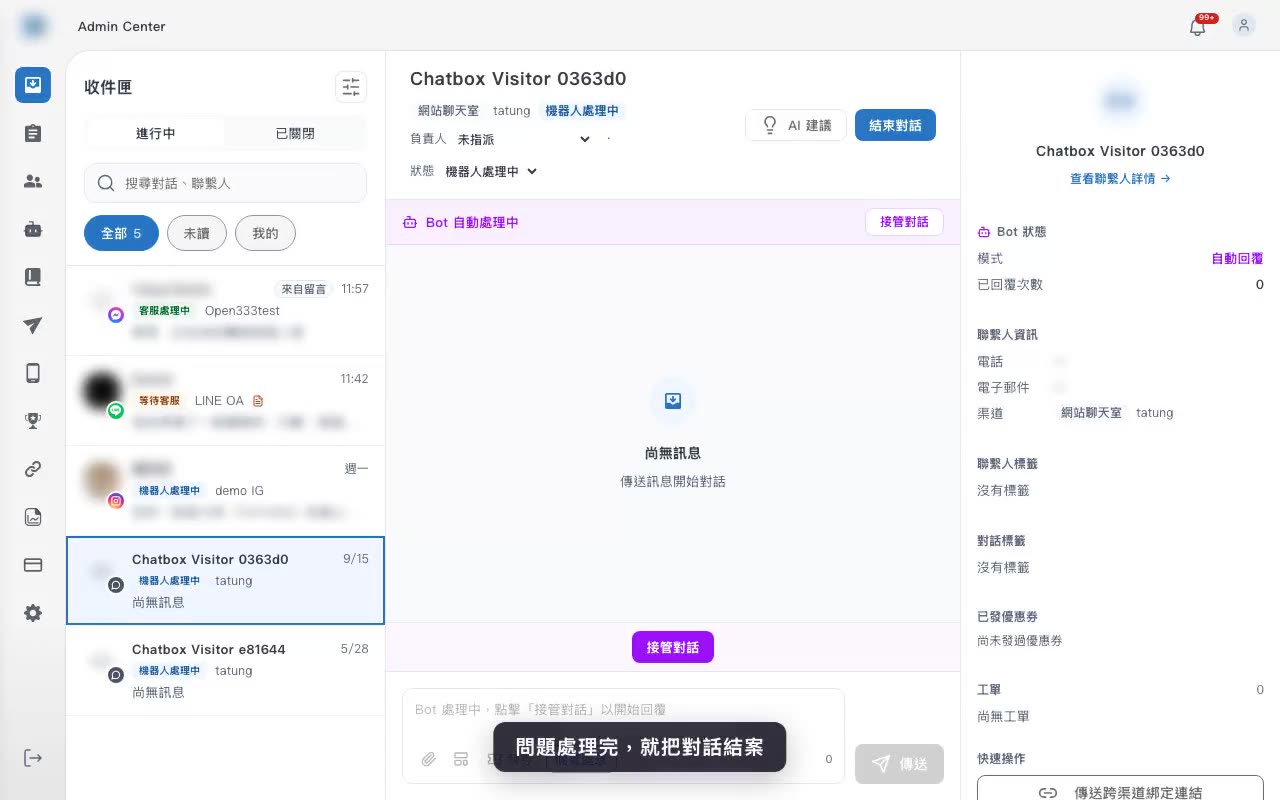 Admin Center
99+
收件匣
進行中
已關閉
搜尋對話、聯繫人
全部 5
未讀
我的
來自留言
11:57
客服處理中
Open333test
11:42
等待客服
LINE OA
週一
機器人處理中
demo IG
Chatbox Visitor 0363d0
9/15
機器人處理中
tatung
尚無訊息
Chatbox Visitor e81644
5/28
機器人處理中
tatung
尚無訊息
Chatbox Visitor 0363d0
網站聊天室
tatung
機器人處理中
負責人
未指派
狀態
機器人處理中
AI 建議
結束對話
Bot 自動處理中
接管對話
尚無訊息
傳送訊息開始對話
接管對話
Bot 處理中，點擊「接管對話」以開始回覆
問題處理完，就把對話結案
0
傳送
Chatbox Visitor 0363d0
查看聯繫人詳情 →
Bot 狀態
模式
自動回覆
已回覆次數
0
聯繫人資訊
電話
電子郵件
渠道
網站聊天室
tatung
聯繫人標籤
沒有標籤
對話標籤
沒有標籤
已發優惠券
尚未發過優惠券
工單
0
尚無工單
快速操作
傳送跨渠道綁定連結